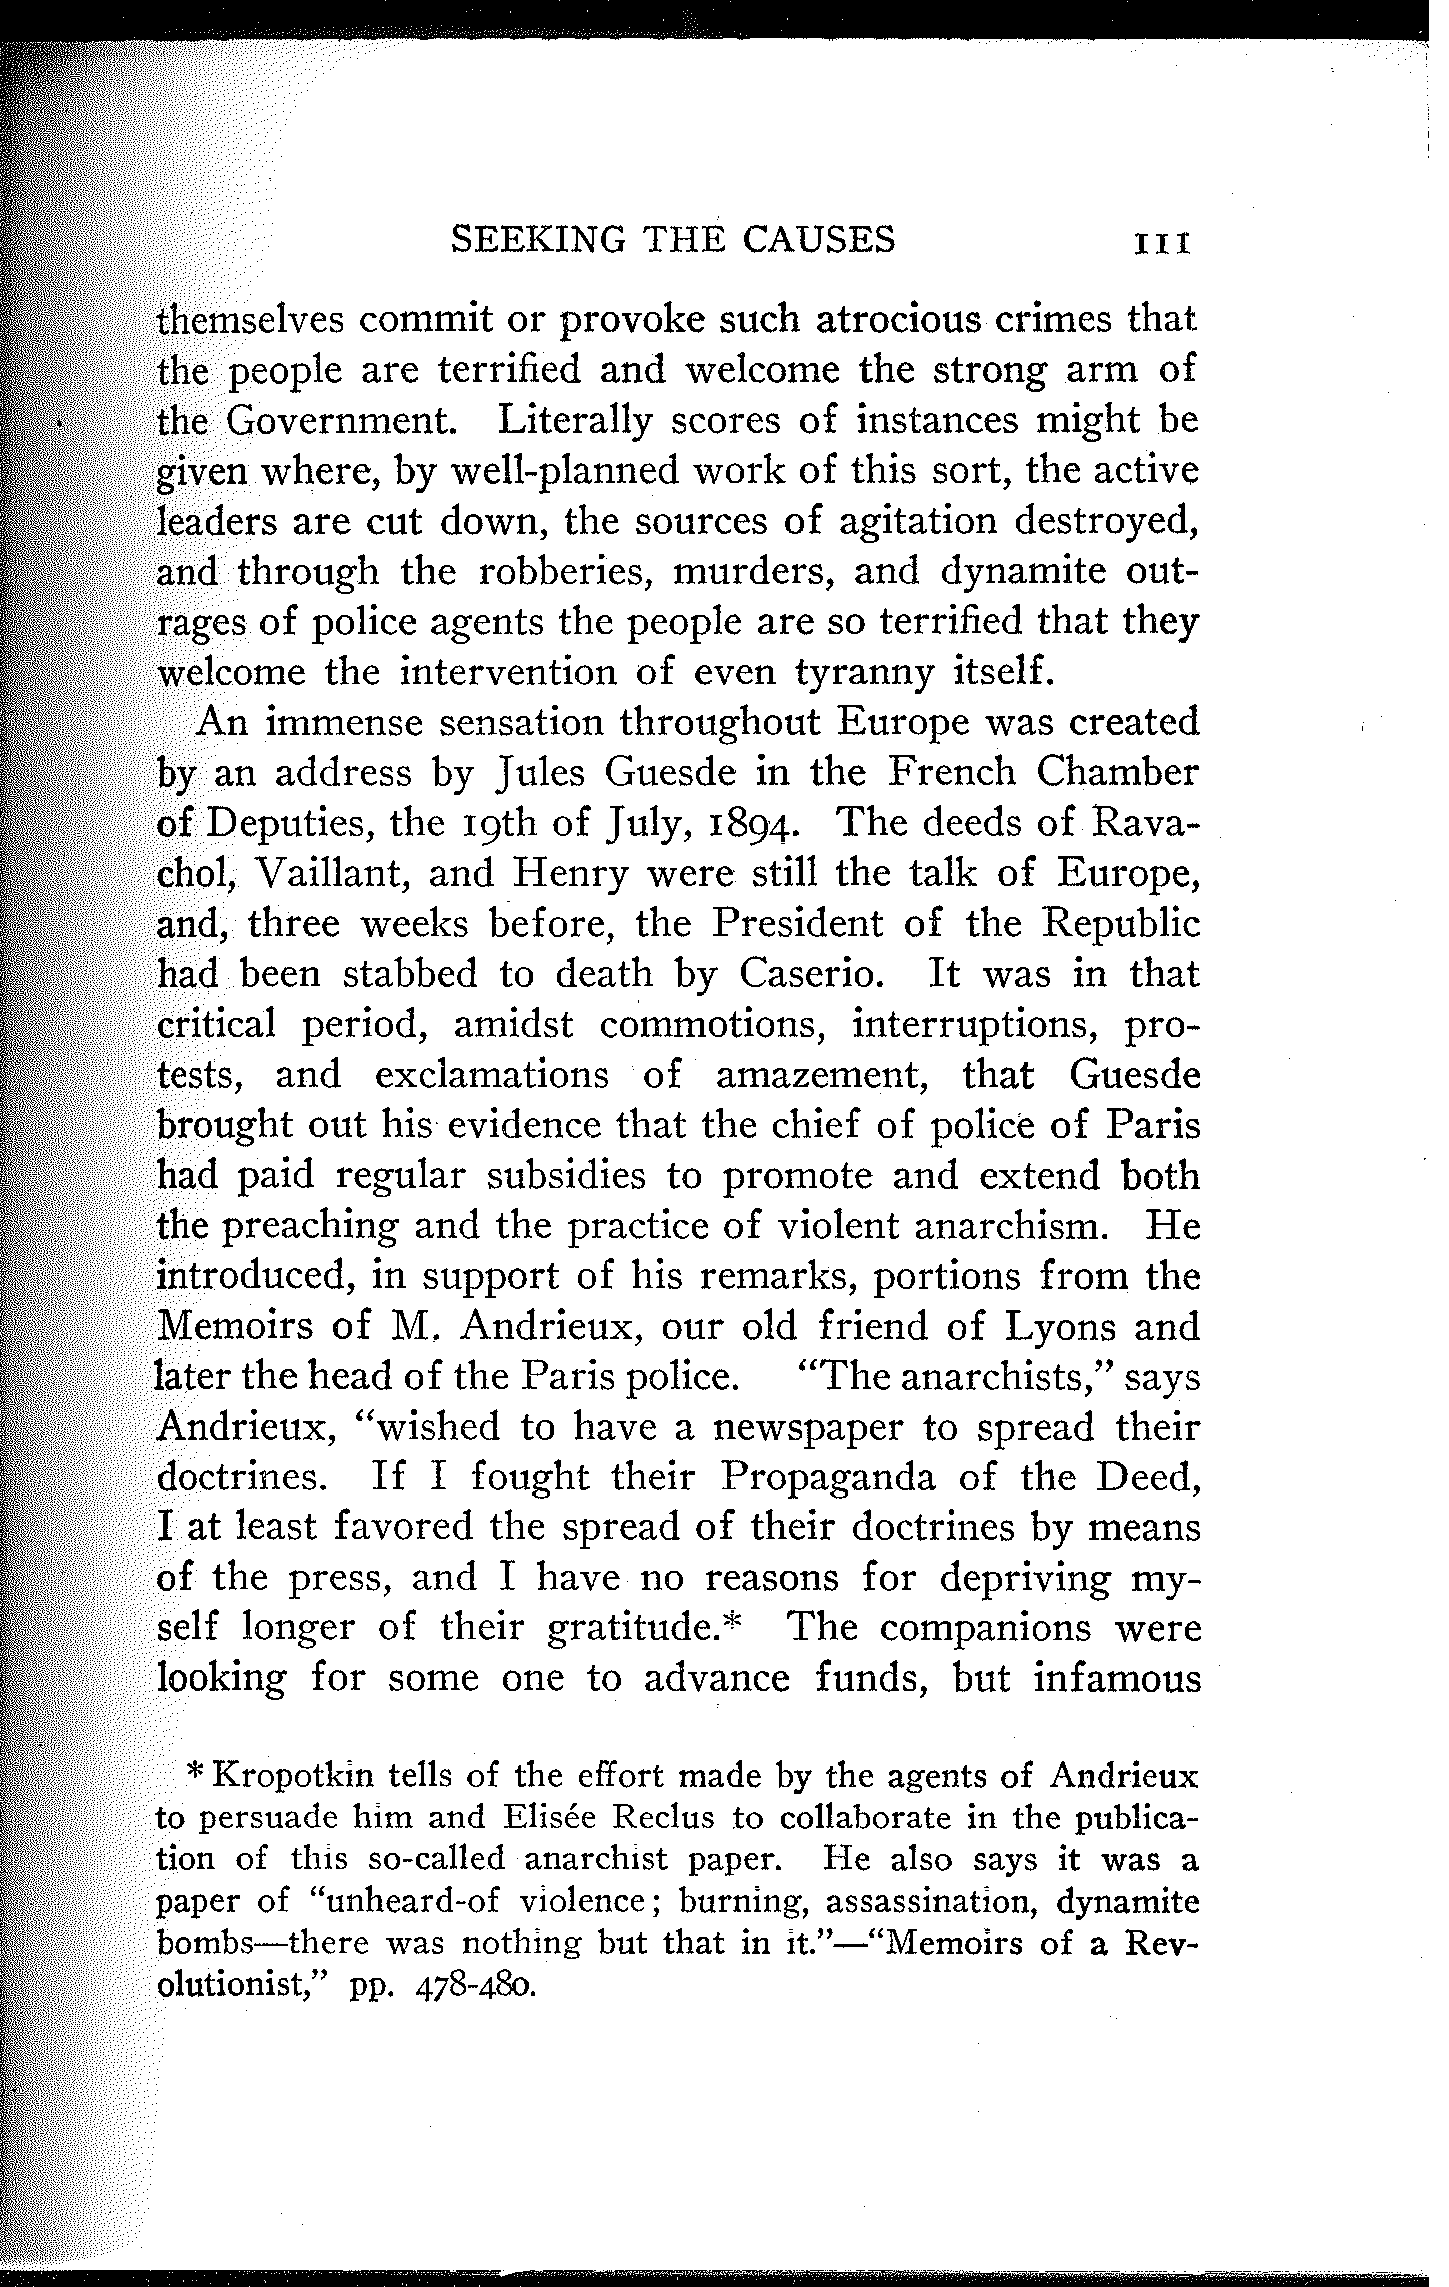 SEEKING THE CAUSES 111
themselves commit or provoke such atrocious crimes that
the people are terrified and welcome the strong arm of
the Government. Literally scores of instances might be
given where, by well-planned work of this sort, the active
leaders are cut down, the sources of agitation destroyed,
and through the robberies, murders, and dynamite out-
rages of police agents the people are so terrified that they
welcome the intervention of even tyranny itself.
An immense sensation throughout Europe was created
by an address by Jules Guesde in the French Chamber
of Deputies, the 19th of July, 1894. The deeds of Rava-
chol, Vaillant, and Henry were still the talk of Europe,
and, three weeks before, the President of the Republic
had been stabbed to death by Caserio. It was in that
critical period, amidst commotions, interruptions, pro-
tests, and exclamations of amazement, that Guesde
brought out his evidence that the chief of police of Paris
had paid regular subsidies to promote and extend both
the preaching and the practice of violent anarchism. He
introduced, in support of his remarks, portions from the
Memoirs of M. Andrieux, our old friend of Lyons and
later the head of the Paris police. “The anarchists,” says
Andrieux, “wished to have a newspaper to spread their
doctrines. If I fought their Propaganda of the Deed,
I at least favored the spread of their doctrines by means
of the press, and I have no reasons for depriving my-
self longer of their gratitude.* The companions were
looking for some one to advance funds, but infamous
* Kropotkin tells of the effort made by the agents of Andrieux
to persuade him and Elisée Reclus to collaborate in the publica-
tion of this so-called anarchist paper. He also says it was a
paper of “unheard-of violence; burning, assassination, dynamite
bombs—there was nothing but that in it.”—“Memoirs of a Rev-
olutionist,” pp. 478-480.